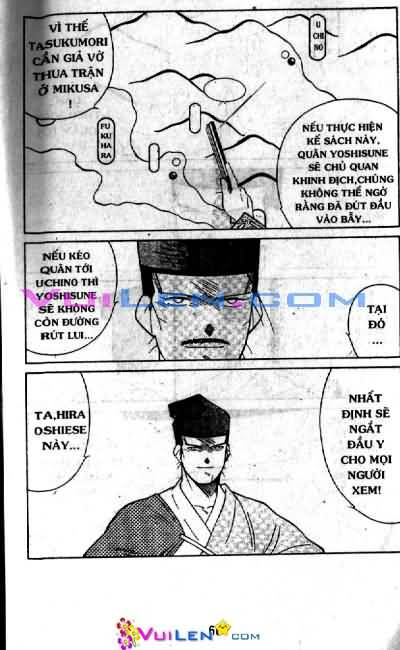 VÌ THẾ
TASUKUMORI
CẦN GIẢ VỜ
THUA TRẬN
Ở MIKUSA
!
U
CHI
NÔ
FU
KU
HA
RA
NẾU THỰC HIỆN
KẾ SÁCH NÀY,
QUÂN YOSHISUNE
SẼ CHỦ QUAN
KHINH ĐỊCH,CHÚNG
KHÔNG THỂ NGỜ
RẰNG ĐÃ ĐÚT ĐẦU
VÀO BẪY...
NẾU KÉO
QUÂN TỚI
UCHINO THÌ
YOSHISUNE
SẼ KHÔNG
CÒN ĐƯỜNG
RÚT LUI...
TẠI
ĐÓ
...
VUILEN.COM
NHẤT
ĐỊNH SẼ
NGẮT
ĐẦU Y
CHO MỌI
NGƯỜI
XEM!
TA,HIRA
OSHIESE
NÀY...
VUILEN.COM